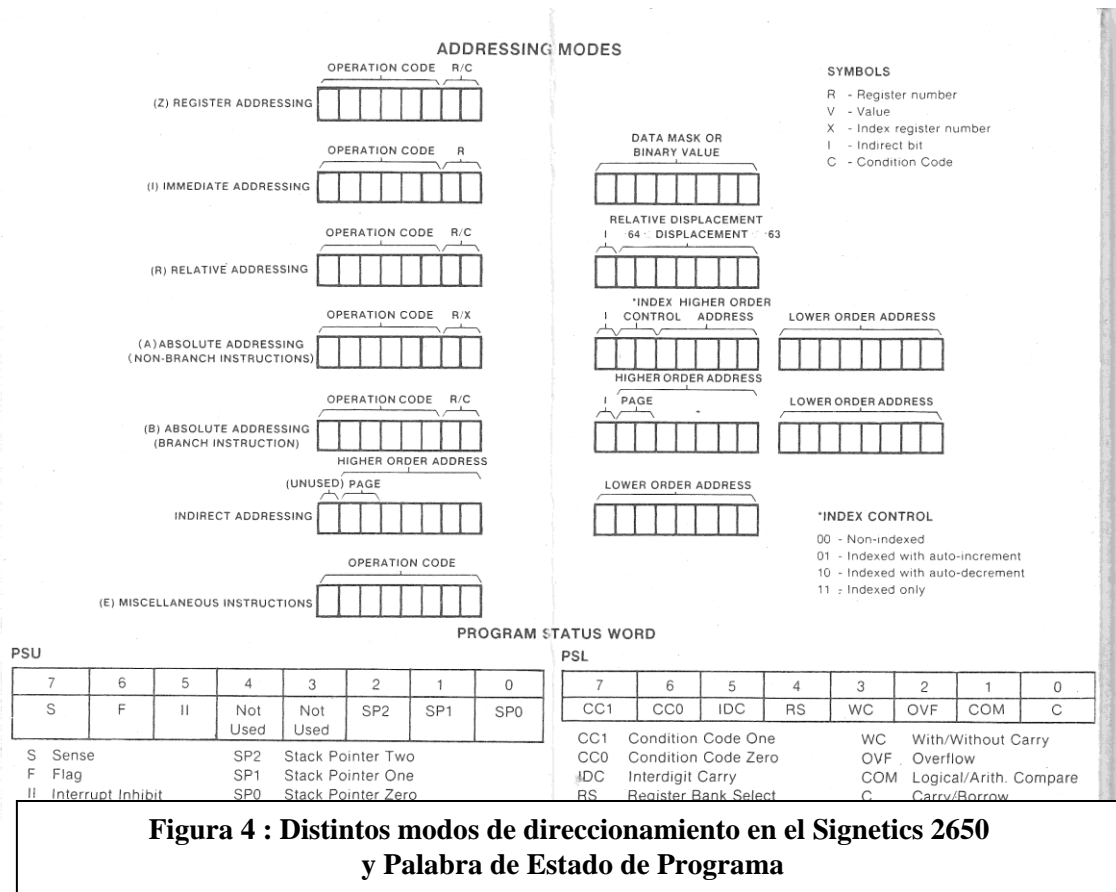 ADDRESSING MODES
OPERATION CODE R/C
(Z) REGISTER ADDRESSING
SYMBOLS
R - Register number
V - Value
X - Index register number
I - Indirect bit
C - Condition Code
OPERATION CODE R
DATA MASK OR
BINARY VALUE
(I) IMMEDIATE ADDRESSING
OPERATION CODE R/C
RELATIVE DISPLACEMENT
I 64 DISPLACEMENT 63
(R) RELATIVE ADDRESSING
OPERATION CODE R/X
*INDEX HIGHER ORDER
I CONTROL ADDRESS
LOWER ORDER ADDRESS
(A) ABSOLUTE ADDRESSING
(NON-BRANCH INSTRUCTIONS)
OPERATION CODE R/C
HIGHER ORDER ADDRESS
I PAGE
LOWER ORDER ADDRESS
(B) ABSOLUTE ADDRESSING
(BRANCH INSTRUCTION)
HIGHER ORDER ADDRESS
(UNUSED) PAGE
LOWER ORDER ADDRESS
INDIRECT ADDRESSING
*INDEX CONTROL
00 - Non-indexed
01 - Indexed with auto-increment
10 - Indexed with auto-decrement
11 - Indexed only
OPERATION CODE
(E) MISCELLANEOUS INSTRUCTIONS
PROGRAM STATUS WORD
PSU
7 6 5 4 3 2 1 0
S F II Not Used Not Used SP2 SP1 SP0
S Sense SP2 Stack Pointer Two
F Flag SP1 Stack Pointer One
II Interrupt Inhibit SP0 Stack Pointer Zero
PSL
7 6 5 4 3 2 1 0
CC1 CC0 IDC RS WC OVF COM C
CC1 Condition Code One WC With/Without Carry
CC0 Condition Code Zero OVF Overflow
IDC Interdigit Carry COM Logical/Arith. Compare
RS Register Bank Select C Carry/Borrow
Figura 4 : Distintos modos de direccionamiento en el Signetics 2650
y Palabra de Estado de Programa